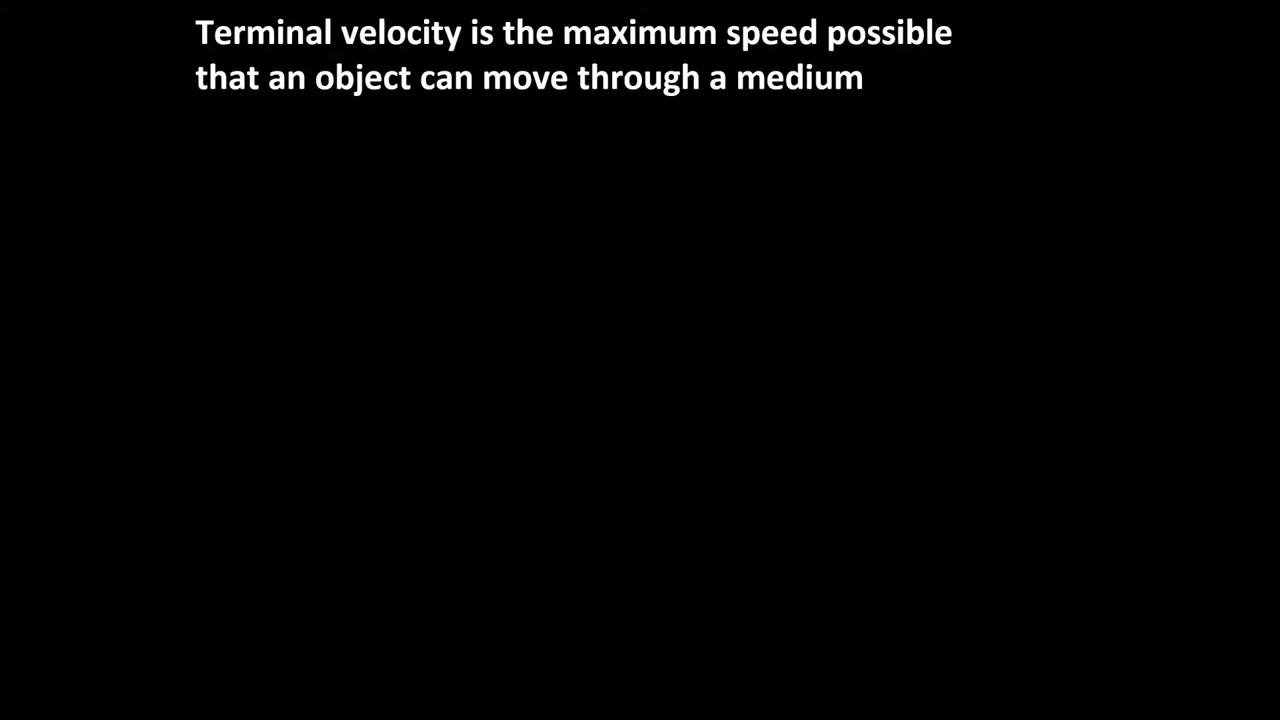 Terminal velocity is the maximum speed possible
that an object can move through a medium